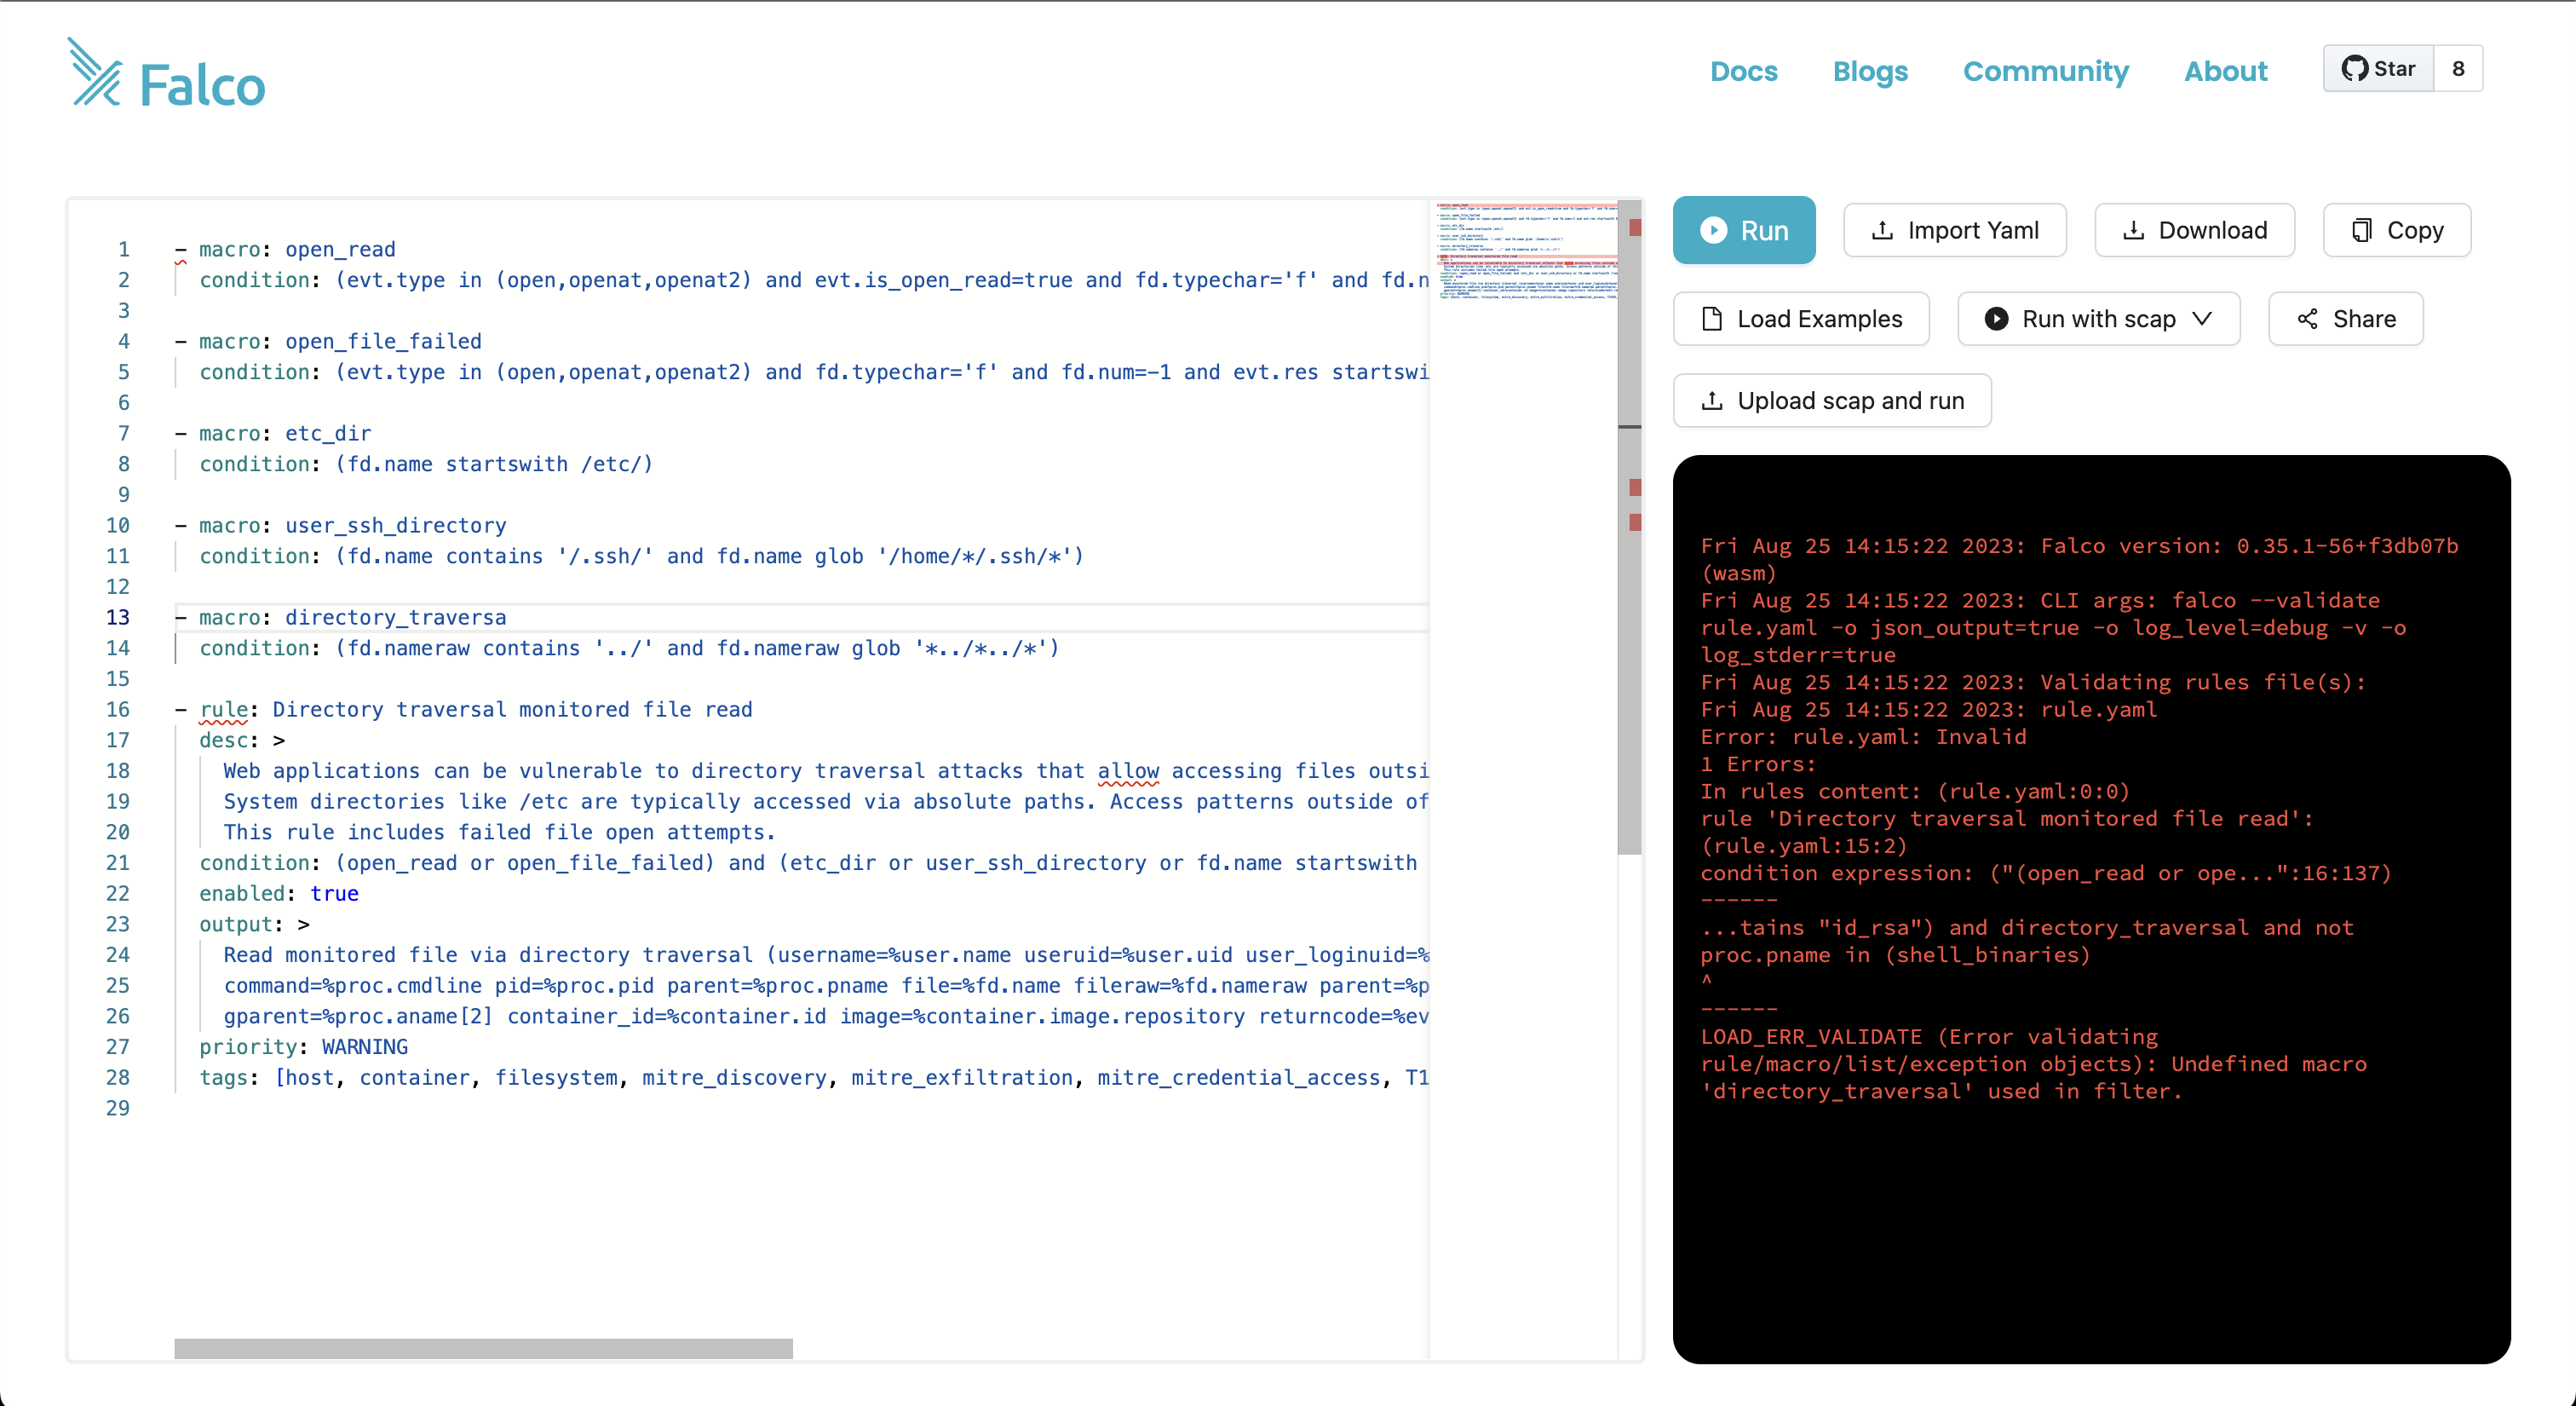 Falco
Docs Blogs Community About Star 8
Run Import Yaml Download Copy
Load Examples Run with scap Share
Upload scap and run
1 - macro: open_read
2 condition: (evt.type in (open,openat,openat2) and evt.is_open_read=true and fd.typechar='f' and fd.n
3
4 - macro: open_file_failed
5 condition: (evt.type in (open,openat,openat2) and fd.typechar='f' and fd.num=-1 and evt.res startswi
6
7 - macro: etc_dir
8 condition: (fd.name startswith /etc/)
9
10 - macro: user_ssh_directory
11 condition: (fd.name contains '/.ssh/' and fd.name glob '/home/*/.ssh/*')
12
13 - macro: directory_traversa
14 condition: (fd.nameraw contains '../' and fd.nameraw glob '*../*../*')
15
16 - rule: Directory traversal monitored file read
17 desc: >
18 Web applications can be vulnerable to directory traversal attacks that allow accessing files outsi
19 System directories like /etc are typically accessed via absolute paths. Access patterns outside of
20 This rule includes failed file open attempts.
21 condition: (open_read or open_file_failed) and (etc_dir or user_ssh_directory or fd.name startswith
22 enabled: true
23 output: >
24 Read monitored file via directory traversal (username=%user.name useruid=%user.uid user_loginuid=%
25 command=%proc.cmdline pid=%proc.pid parent=%proc.pname file=%fd.name fileraw=%fd.nameraw parent=%p
26 gparent=%proc.aname[2] container_id=%container.id image=%container.image.repository returncode=%ev
27 priority: WARNING
28 tags: [host, container, filesystem, mitre_discovery, mitre_exfiltration, mitre_credential_access, T1
29
Fri Aug 25 14:15:22 2023: Falco version: 0.35.1-56+f3db07b
(wasm)
Fri Aug 25 14:15:22 2023: CLI args: falco --validate
rule.yaml -o json_output=true -o log_level=debug -v -o
log_stderr=true
Fri Aug 25 14:15:22 2023: Validating rules file(s):
Fri Aug 25 14:15:22 2023: rule.yaml
Error: rule.yaml: Invalid
1 Errors:
In rules content: (rule.yaml:0:0)
rule 'Directory traversal monitored file read':
(rule.yaml:15:2)
condition expression: ("(open_read or ope...":16:137)
------
...tains "id_rsa") and directory_traversal and not
proc.pname in (shell_binaries)
^
------
LOAD_ERR_VALIDATE (Error validating
rule/macro/list/exception objects): Undefined macro
'directory_traversal' used in filter.